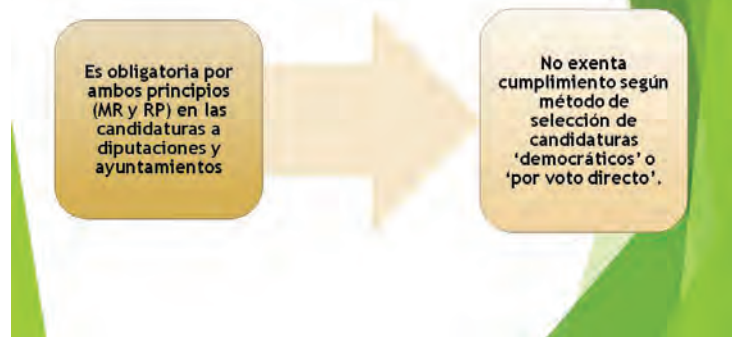 Es obligatoria por
ambos principios
(MR y RP) en las
candidaturas a
diputaciones y
ayuntamientos
No exenta
cumplimiento según
método de
selección de
candidaturas
‘democráticos’ o
‘por voto directo’.